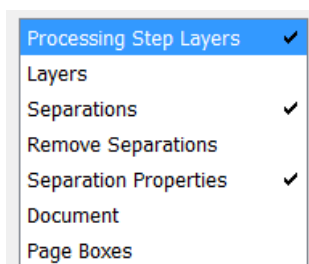 Processing Step Layers ✔
Layers
Separations ✔
Remove Separations
Separation Properties ✔
Document
Page Boxes